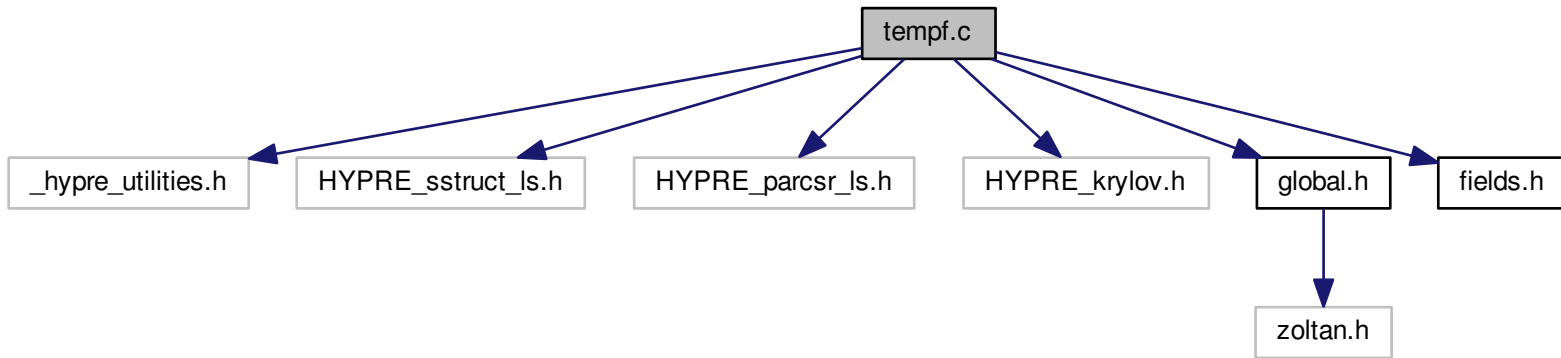 tempf.c
_hypre_utilities.h
HYPRE_sstruct_ls.h
HYPRE_parcsr_ls.h
HYPRE_krylov.h
global.h
fields.h
zoltan.h